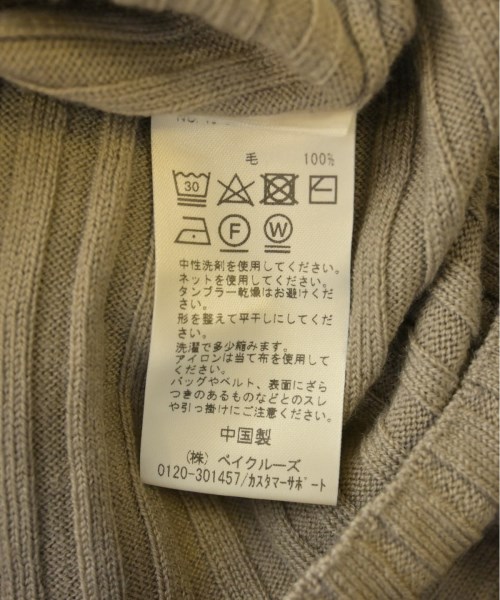 毛 100%
30
F W
中性洗剤を使用してください。
ネットを使用してください。
タンブラー乾燥はお避けくだ
さい。
形を整えて平干しにしてくだ
さい。
洗濯で多少縮みます。
アイロンは当て布を使用して
ください。
バッグやベルト、表面にざら
つきのあるものなどとのスレ
や引っ掛けにご注意ください。
中国製
(株) ベイクルーズ
0120-301457/カスタマーサポート